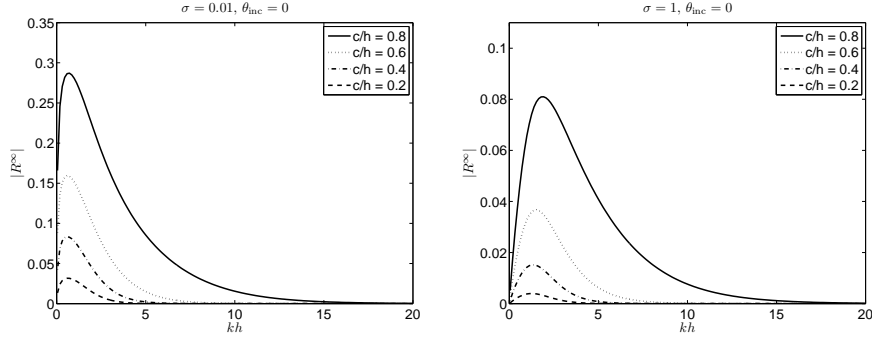 σ = 0.01, θinc = 0
0.35
0.3
0.25
0.2
0.15
0.1
0.05
0
|R∞|
c/h = 0.8
c/h = 0.6
c/h = 0.4
c/h = 0.2
0 5 10 15 20
kh
σ = 1, θinc = 0
0.1
0.08
0.06
0.04
0.02
0
|R∞|
c/h = 0.8
c/h = 0.6
c/h = 0.4
c/h = 0.2
0 5 10 15 20
kh